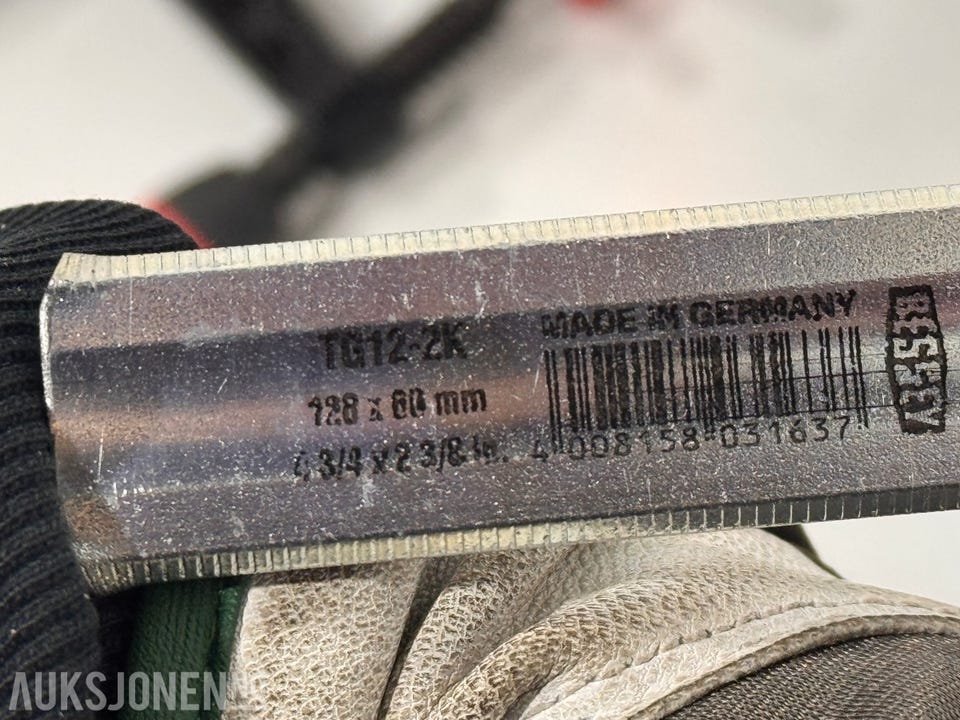 TG12-2K
120 x 60 mm
4 3/4 x 2 3/8 in.
MADE IN GERMANY
4 008158 031637
BESSEY
AUKSJONEN